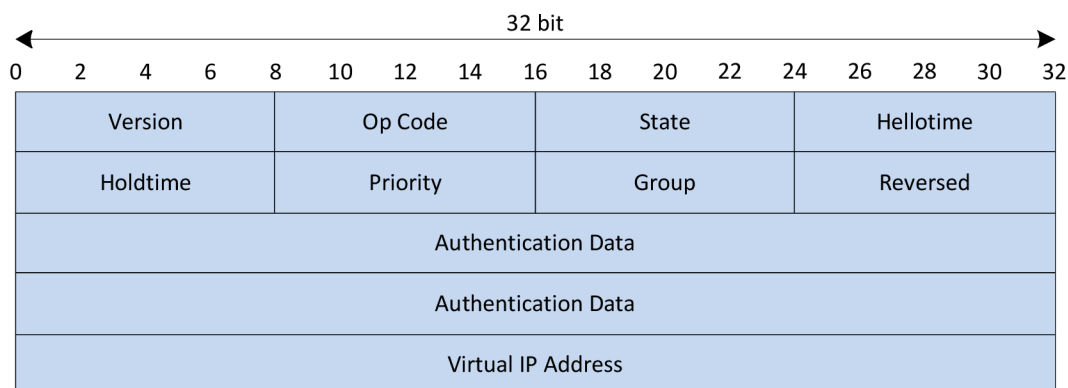 32 bit
0 2 4 6 8 10 12 14 16 18 20 22 24 26 28 30 32
Version Op Code State Hellotime
Holdtime Priority Group Reversed
Authentication Data
Authentication Data
Virtual IP Address